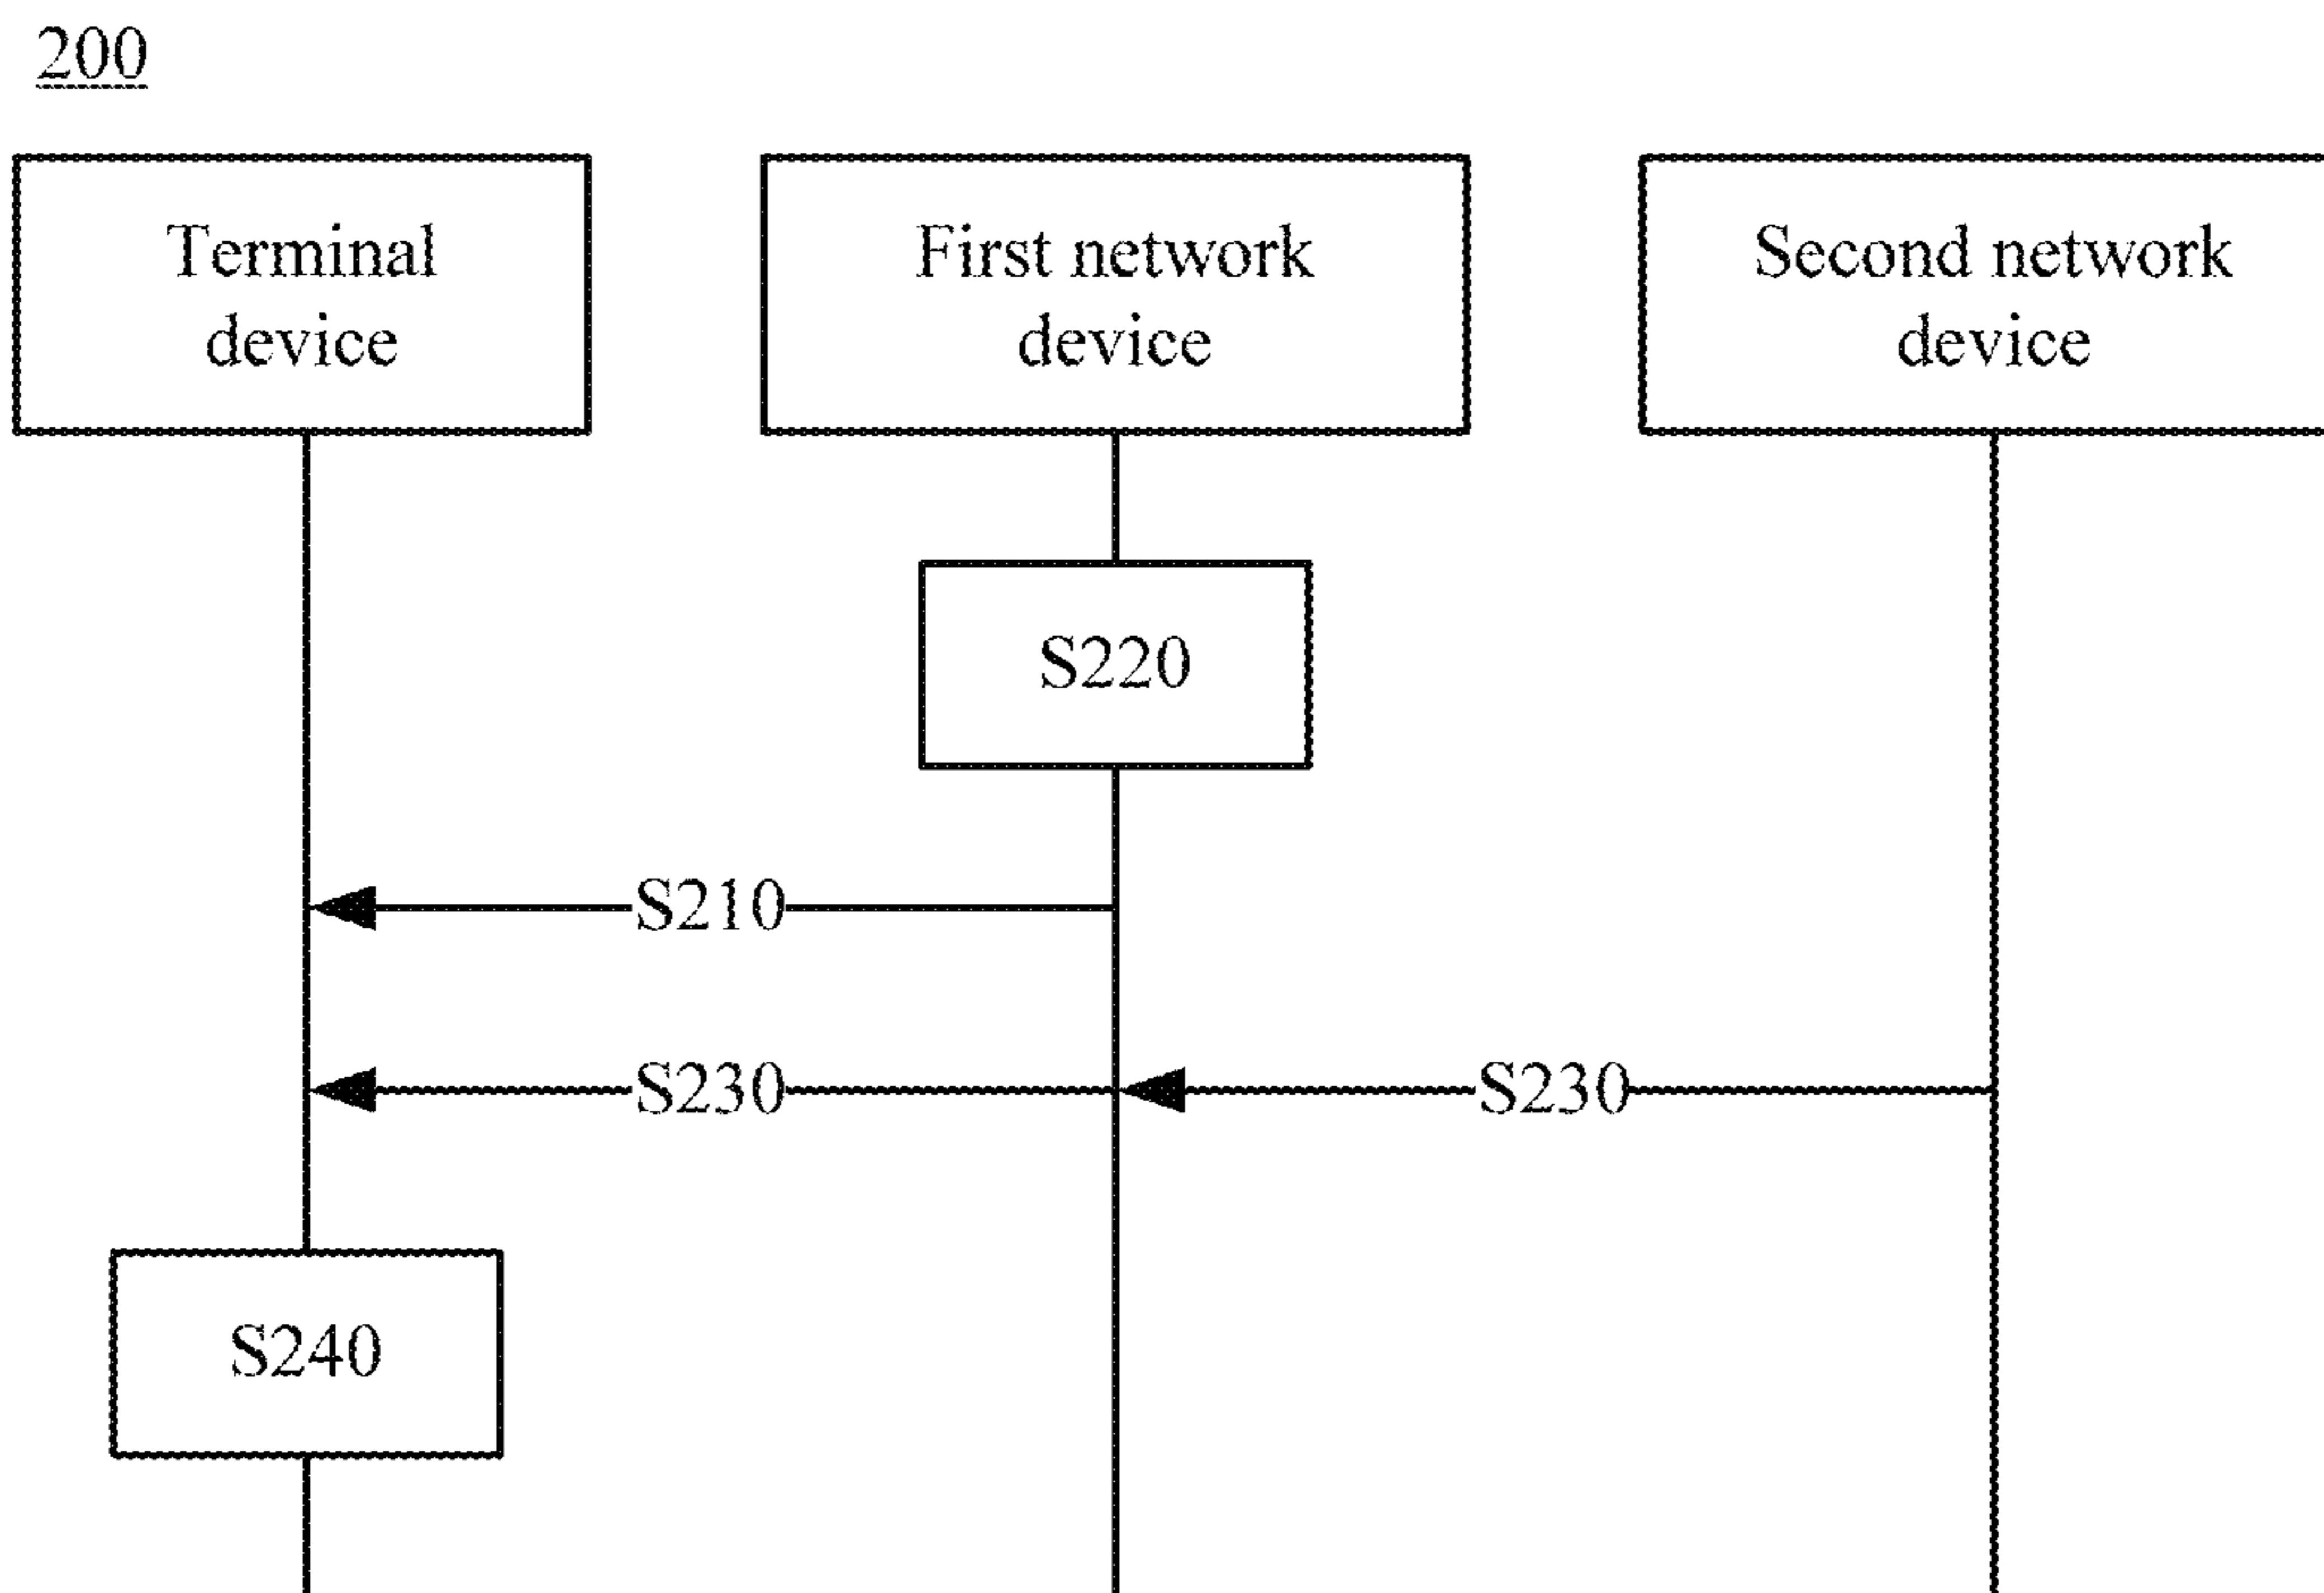 200
Terminal
device
First network
device
Second network
device
S220
S210
S230
S230
S240